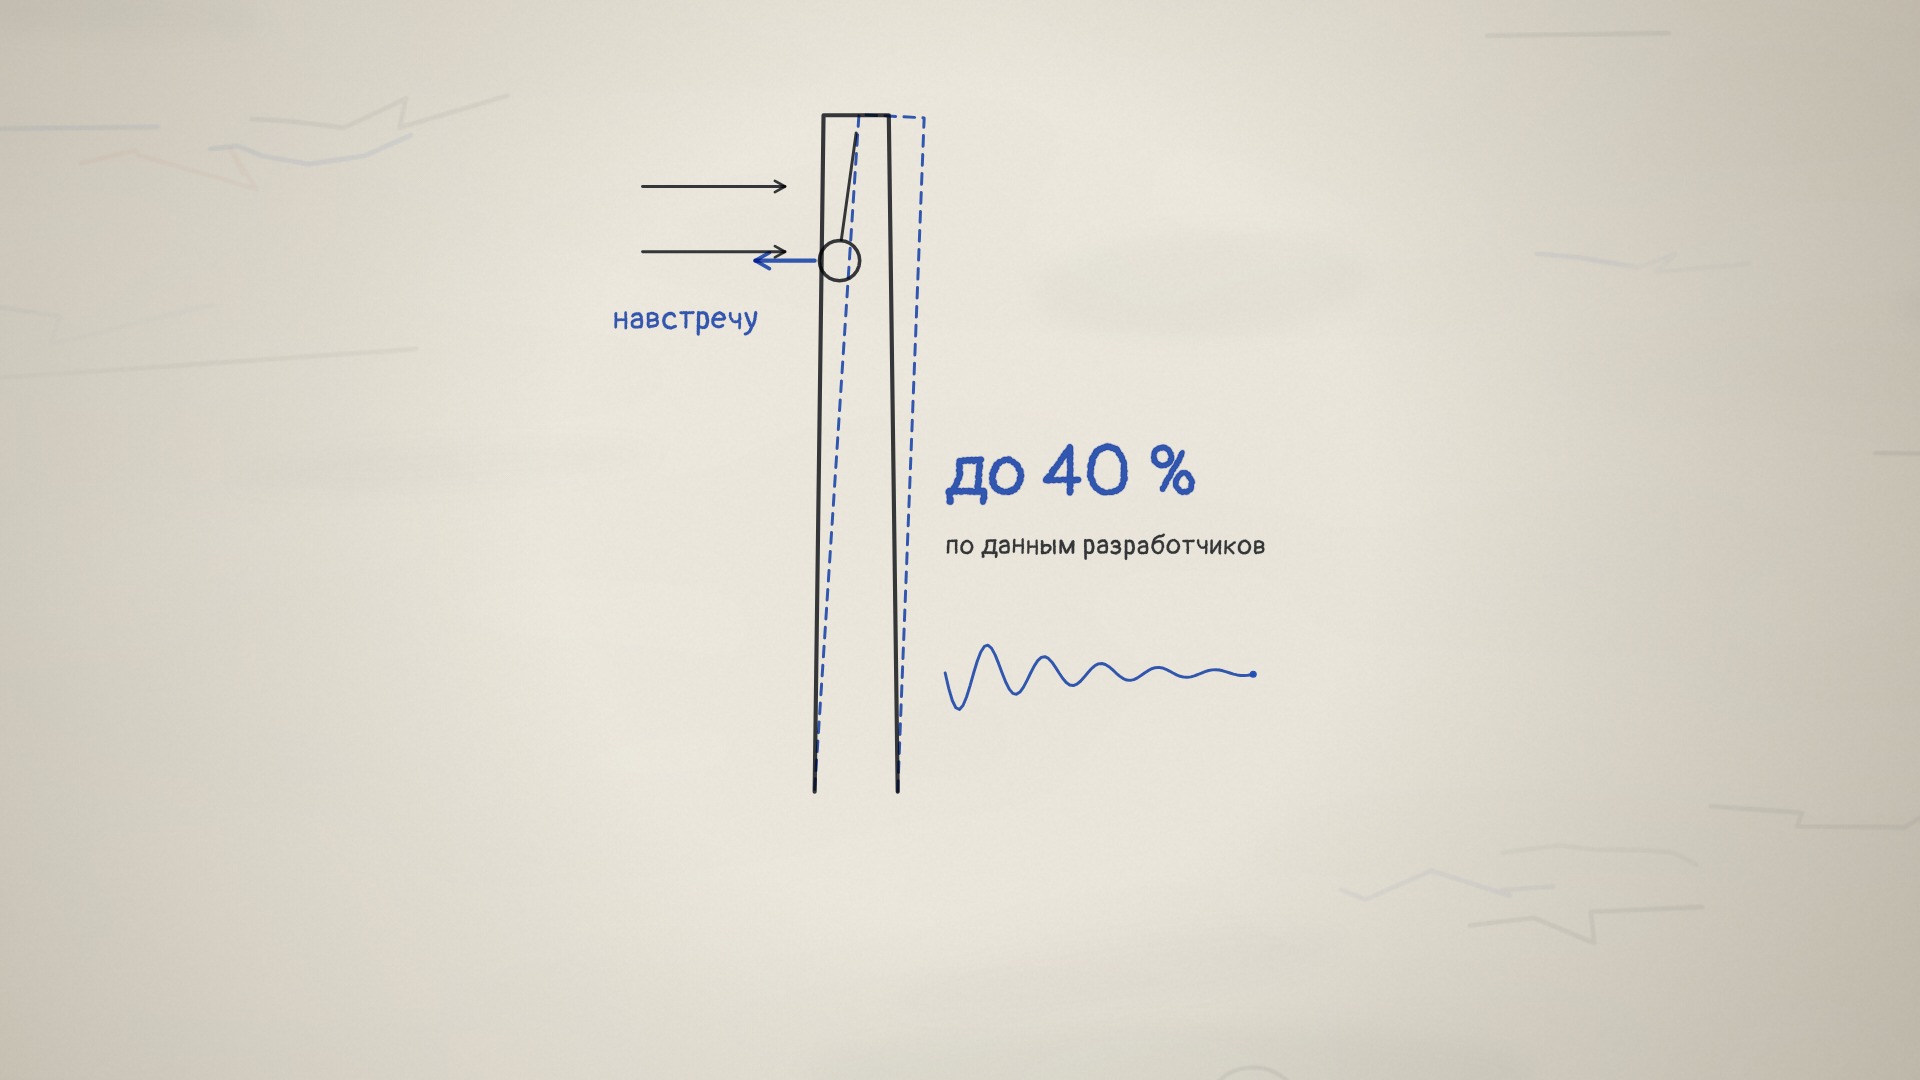 навстречу
до 40 %
по данным разработчиков